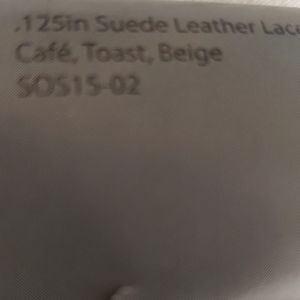 .125in Suede Leather Lace
Café, Toast, Beige
SOS15-02